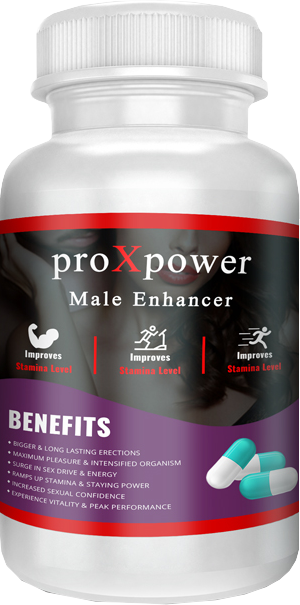 proXpower
Male Enhancer
Improves
Stamina Level
Improves
Stamina Level
Improves
Stamina Level
BENEFITS
• BIGGER & LONG LASTING ERECTIONS
• MAXIMUM PLEASURE & INTENSIFIED ORGANISM
• SURGE IN SEX DRIVE & ENERGY
• RAMPS UP STAMINA & STAYING POWER
• INCREASED SEXUAL CONFIDENCE
• EXPERIENCE VITALITY & PEAK PERFORMANCE